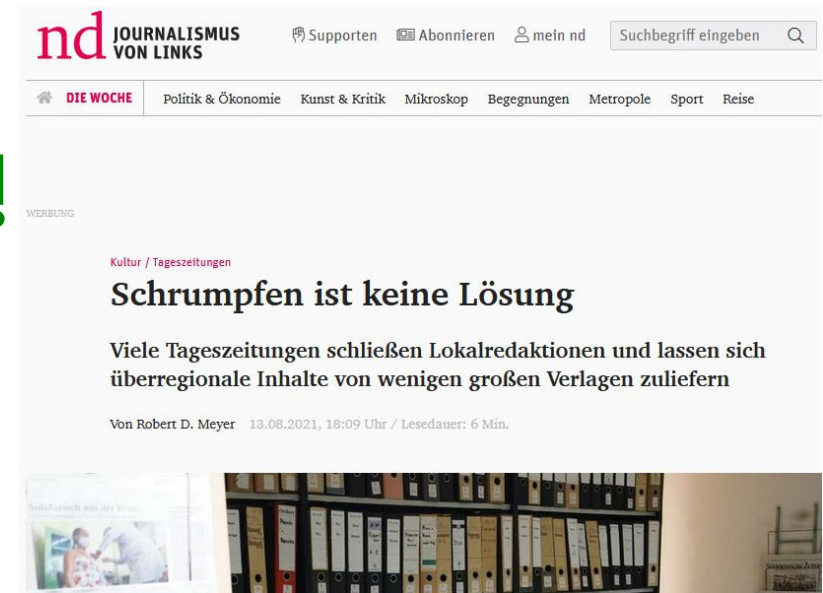 nd JOURNALISMUS VON LINKS
Supporten Abonnieren mein nd Suchbegriff eingeben
DIE WOCHE Politik & Ökonomie Kunst & Kritik Mikroskop Begegnungen Metropole Sport Reise
!
WERBUNG
Kultur / Tageszeitungen
Schrumpfen ist keine Lösung
Viele Tageszeitungen schließen Lokalredaktionen und lassen sich
überregionale Inhalte von wenigen großen Verlagen zuliefern
Von Robert D. Meyer 13.08.2021, 18:09 Uhr / Lesedauer: 6 Min.